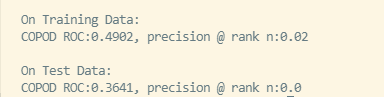 On Training Data:
COPOD ROC:0.4902, precision @ rank n:0.02
On Test Data:
COPOD ROC:0.3641, precision @ rank n:0.0